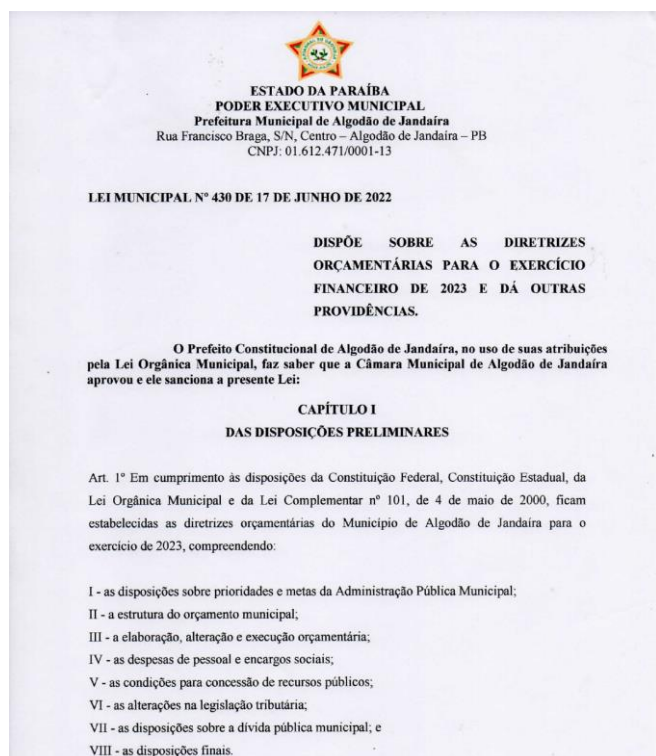 ESTADO DA PARAÍBA
PODER EXECUTIVO MUNICIPAL
Prefeitura Municipal de Algodão de Jandaíra
Rua Francisco Braga, S/N, Centro – Algodão de Jandaíra – PB
CNPJ: 01.612.471/0001-13
LEI MUNICIPAL Nº 430 DE 17 DE JUNHO DE 2022
DISPÕE SOBRE AS DIRETRIZES
ORÇAMENTÁRIAS PARA O EXERCÍCIO
FINANCEIRO DE 2023 E DÁ OUTRAS
PROVIDÊNCIAS.
O Prefeito Constitucional de Algodão de Jandaíra, no uso de suas atribuições
pela Lei Orgânica Municipal, faz saber que a Câmara Municipal de Algodão de Jandaíra
aprovou e ele sanciona a presente Lei:
CAPÍTULO I
DAS DISPOSIÇÕES PRELIMINARES
Art. 1º Em cumprimento às disposições da Constituição Federal, Constituição Estadual, da
Lei Orgânica Municipal e da Lei Complementar nº 101, de 4 de maio de 2000, ficam
estabelecidas as diretrizes orçamentárias do Município de Algodão de Jandaíra para o
exercício de 2023, compreendendo:
I - as disposições sobre prioridades e metas da Administração Pública Municipal;
II - a estrutura do orçamento municipal;
III - a elaboração, alteração e execução orçamentária;
IV - as despesas de pessoal e encargos sociais;
V - as condições para concessão de recursos públicos;
VI - as alterações na legislação tributária;
VII - as disposições sobre a dívida pública municipal; e
VIII - as disposições finais.